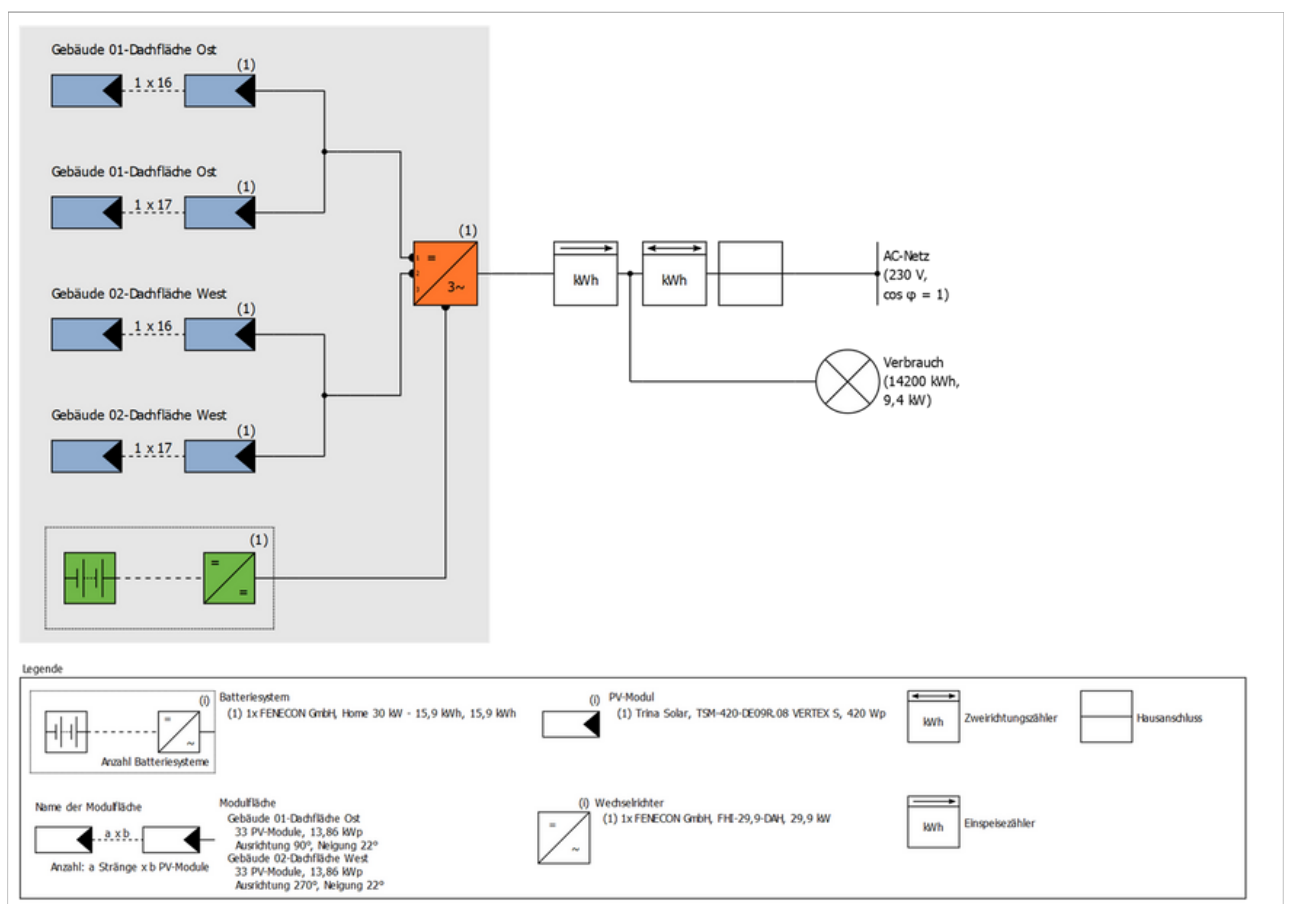 Gebäude 01-Dachfläche Ost
(1)
1 x 16
Gebäude 01-Dachfläche Ost
(1)
1 x 17
Gebäude 02-Dachfläche West
(1)
1 x 16
Gebäude 02-Dachfläche West
(1)
1 x 17
(1)
=
=
(1)
1
2
3
=
3~
kWh
kWh
AC-Netz
(230 V,
cos φ = 1)
Verbrauch
(14200 kWh,
9,4 kW)
Legende
(i)
=
~
Anzahl Batteriesysteme
Batteriesystem
(1) 1x FENECON GmbH, Home 30 kW - 15,9 kWh, 15,9 kWh
(i)
PV-Modul
(1) Trina Solar, TSM-420-DE09R.08 VERTEX S, 420 Wp
kWh
Zweirichtungszähler
Hausanschluss
Name der Modulfläche
a x b
Anzahl: a Stränge x b PV-Module
Modulfläche
Gebäude 01-Dachfläche Ost
33 PV-Module, 13,86 kWp
Ausrichtung 90°, Neigung 22°
Gebäude 02-Dachfläche West
33 PV-Module, 13,86 kWp
Ausrichtung 270°, Neigung 22°
=
~
(i) Wechselrichter
(1) 1x FENECON GmbH, FHI-29,9-DAH, 29,9 kW
kWh
Einspeisezähler